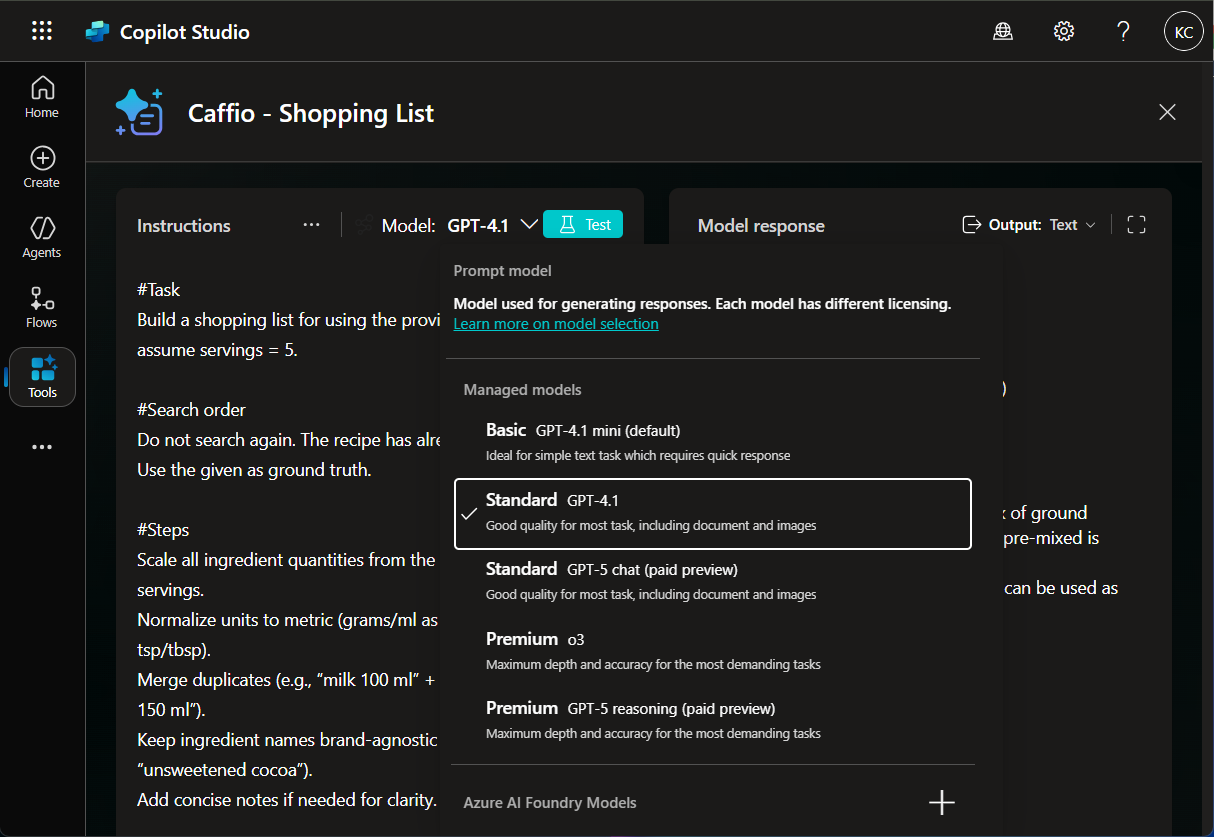 Copilot Studio
KC
Home
Create
Agents
Flows
Tools
Caffio - Shopping List
Instructions
Model: GPT-4.1
Test
#Task
Build a shopping list for using the provi
assume servings = 5.
#Search order
Do not search again. The recipe has alre
Use the given as ground truth.
#Steps
Scale all ingredient quantities from the
servings.
Normalize units to metric (grams/ml as
tsp/tbsp).
Merge duplicates (e.g., “milk 100 ml” +
150 ml”).
Keep ingredient names brand-agnostic
“unsweetened cocoa”).
Add concise notes if needed for clarity.
Prompt model
Model used for generating responses. Each model has different licensing.
Learn more on model selection
Managed models
Basic GPT-4.1 mini (default)
Ideal for simple text task which requires quick response
Standard GPT-4.1
Good quality for most task, including document and images
Standard GPT-5 chat (paid preview)
Good quality for most task, including document and images
Premium o3
Maximum depth and accuracy for the most demanding tasks
Premium GPT-5 reasoning (paid preview)
Maximum depth and accuracy for the most demanding tasks
Azure AI Foundry Models
Model response
Output: Text
)
of ground
pre-mixed is
can be used as